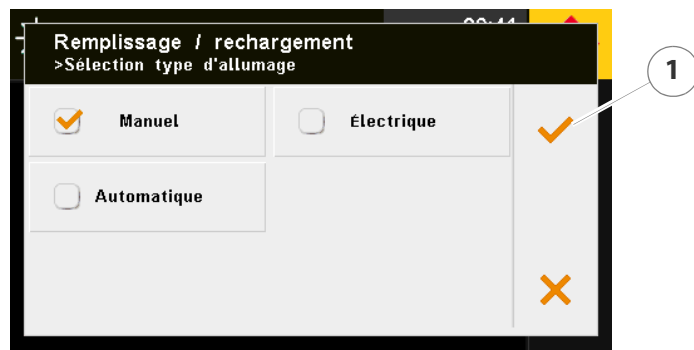 Remplissage / rechargement
>Sélection type d'allumage
Manuel
Électrique
Automatique
1